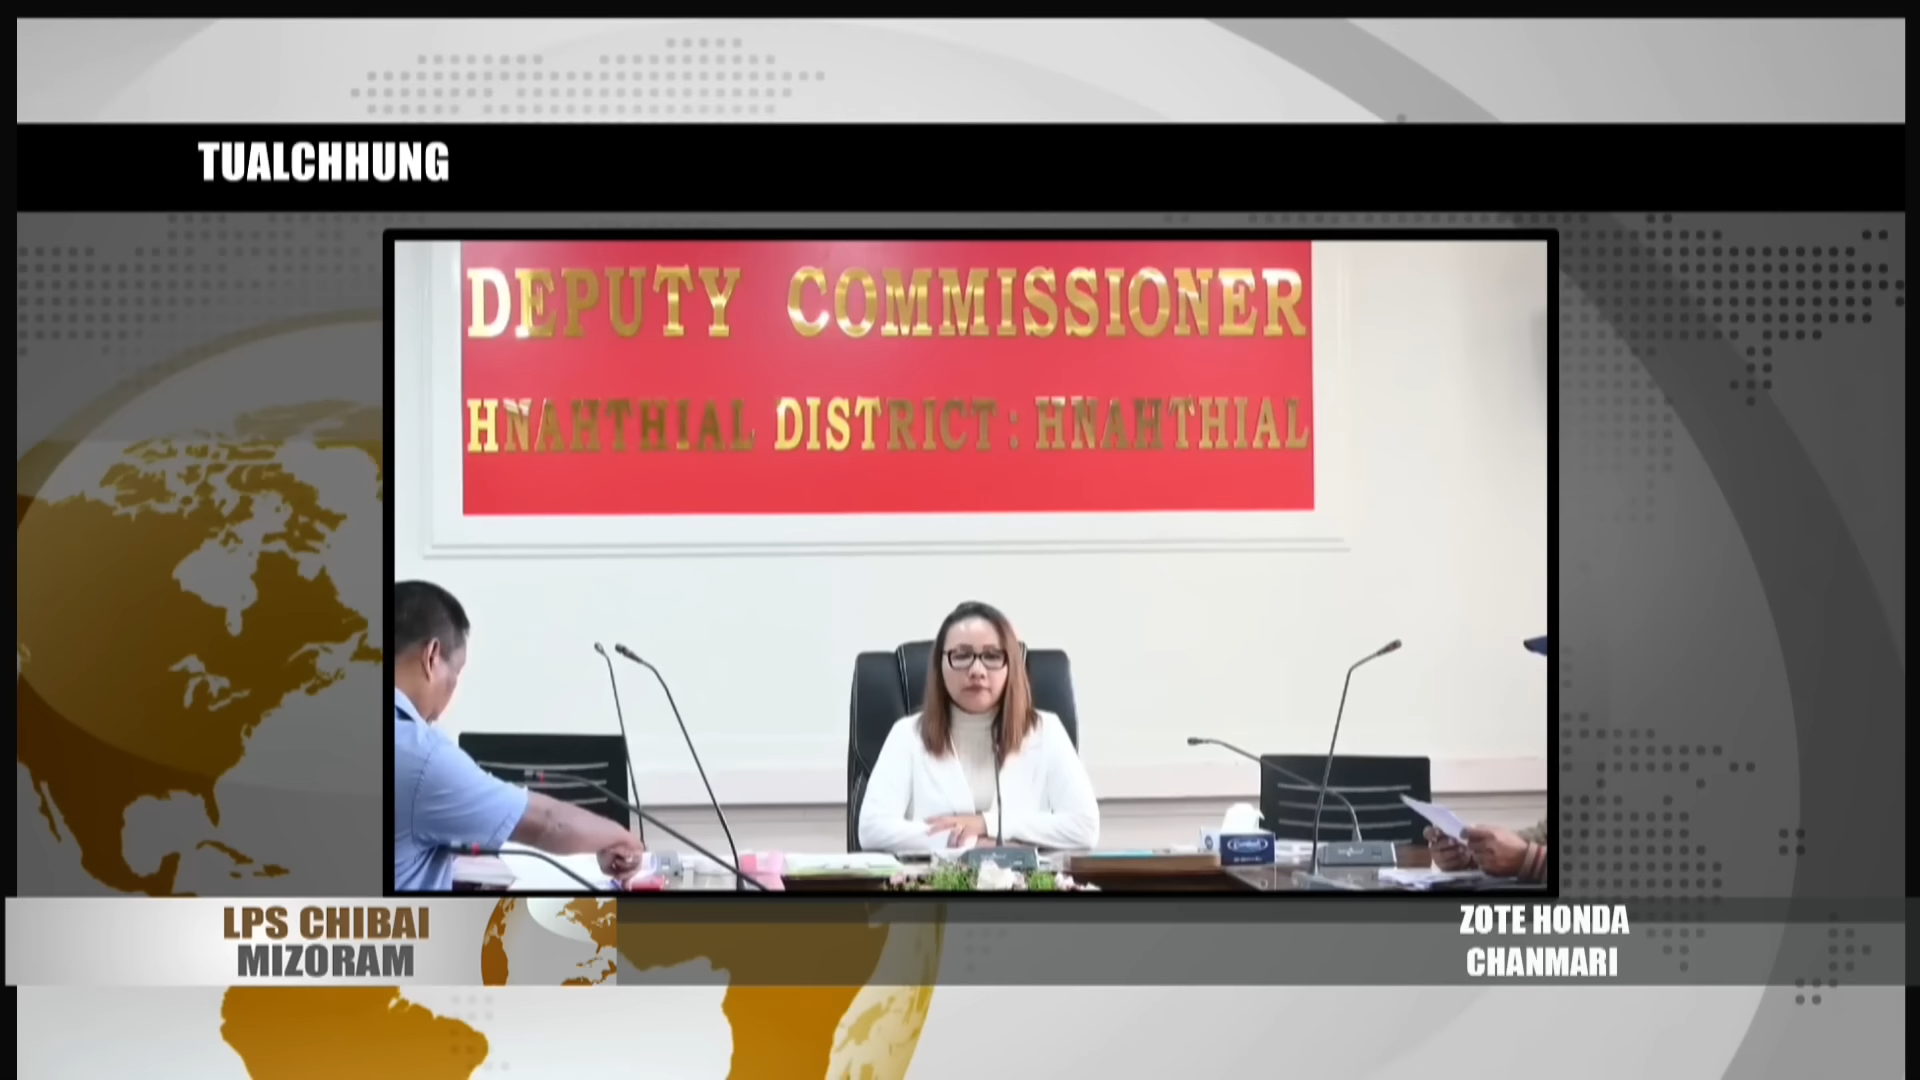 TUALCHHUNG
DEPUTY COMMISSIONER
HNAHTHIAL DISTRICT : HNAHTHIAL
LPS CHIBAI
MIZORAM
ZOTE HONDA
CHANMARI